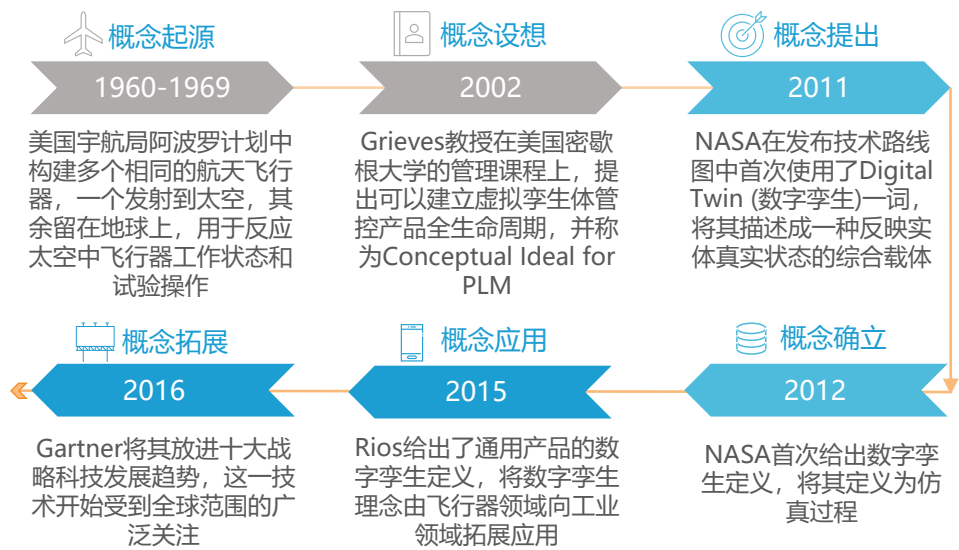 概念起源
1960-1969
美国宇航局阿波罗计划中
构建多个相同的航天飞行
器，一个发射到太空，其
余留在地球上，用于反应
太空中飞行器工作状态和
试验操作
概念设想
2002
Grieves教授在美国密歇
根大学的管理课程上，提
出可以建立虚拟孪生体管
控产品全生命周期，并称
为Conceptual Ideal for
PLM
概念提出
2011
NASA在发布技术路线
图中首次使用了Digital
Twin (数字孪生)一词，
将其描述成一种反映实
体真实状态的综合载体
概念确立
2012
NASA首次给出数字孪
生定义，将其定义为仿
真过程
概念应用
2015
Rios给出了通用产品的数
字孪生定义，将数字孪生
理念由飞行器领域向工业
领域拓展应用
概念拓展
2016
Gartner将其放进十大战
略科技发展趋势，这一技
术开始受到全球范围的广
泛关注